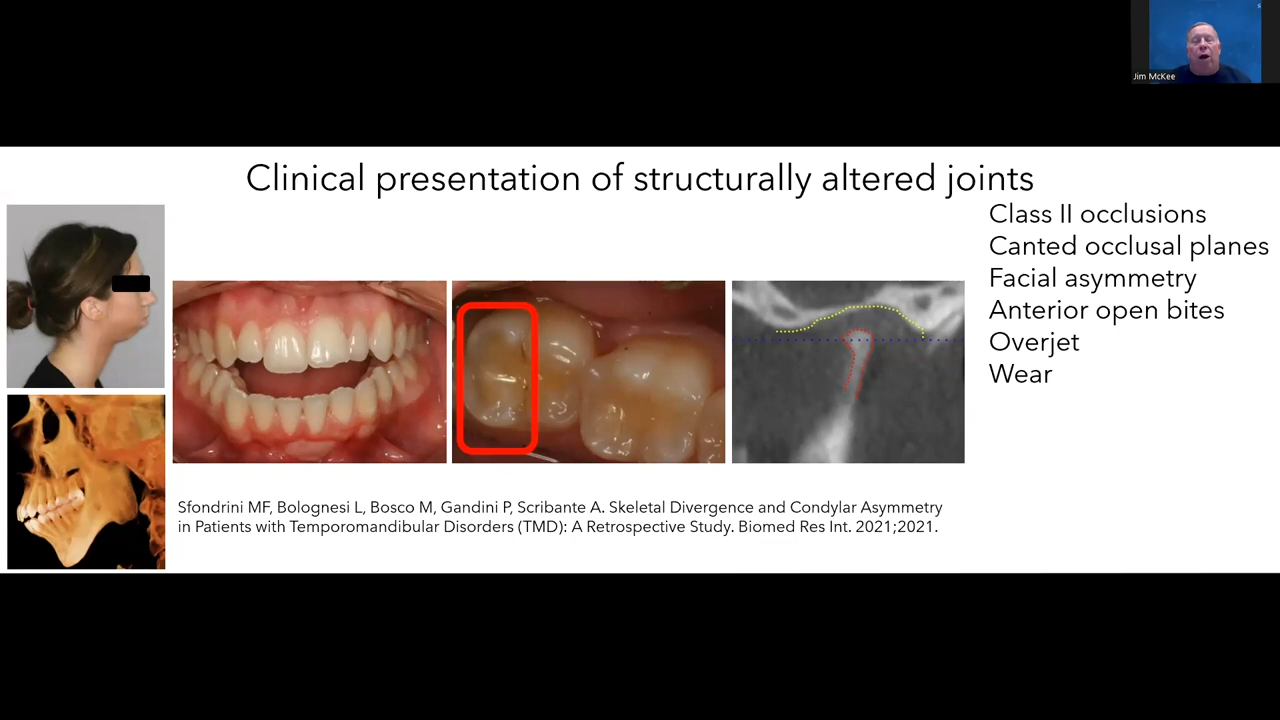 Jim McKee
Clinical presentation of structurally altered joints
Class II occlusions
Canted occlusal planes
Facial asymmetry
Anterior open bites
Overjet
Wear
Sfondrini MF, Bolognesi L, Bosco M, Gandini P, Scribante A. Skeletal Divergence and Condylar Asymmetry
in Patients with Temporomandibular Disorders (TMD): A Retrospective Study. Biomed Res Int. 2021;2021.